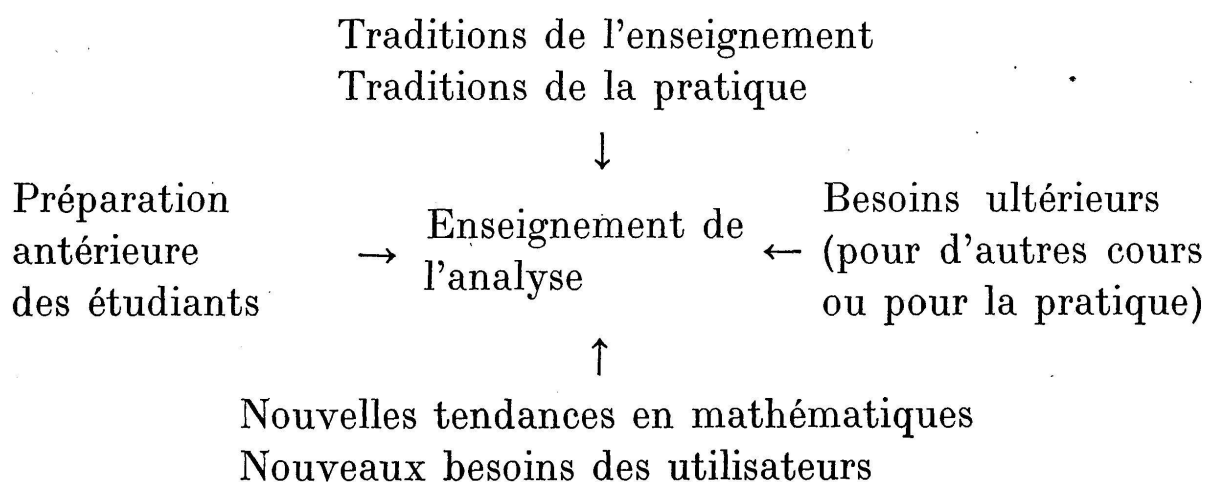 Traditions de l'enseignement
Traditions de la pratique
↓
Préparation
antérieure
des étudiants
→
Enseignement de
l'analyse
←
Besoins ultérieurs
(pour d'autres cours
ou pour la pratique)
↑
Nouvelles tendances en mathématiques
Nouveaux besoins des utilisateurs